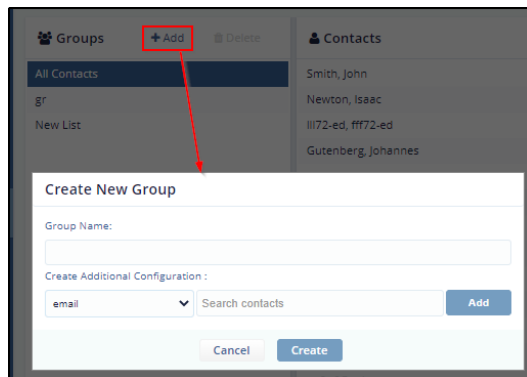 Groups + Add Delete
Contacts
All Contacts
gr
New List
Smith, John
Newton, Isaac
lll72-ed, fff72-ed
Gutenberg, Johannes
Create New Group
Group Name:
Create Additional Configuration :
email Search contacts Add
Cancel Create